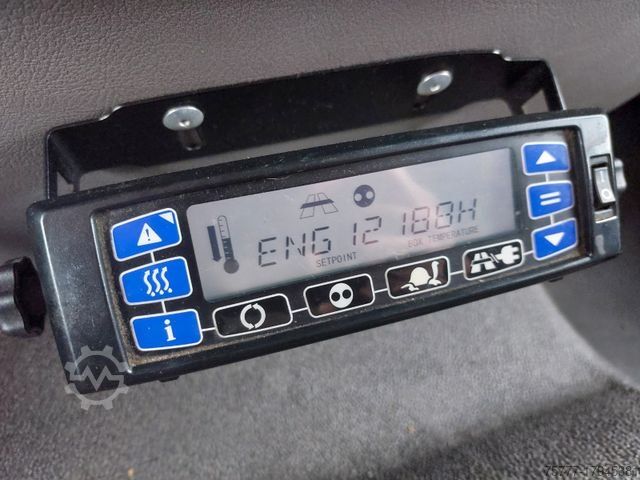 ENG 12 188H
SETPOINT
BOX TEMPERATURE
i